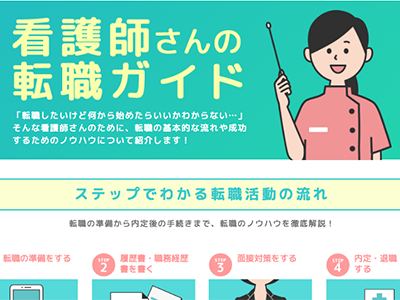 看護師さんの
転職ガイド
「転職したいけど何から始めたらいいかわからない…」
そんな看護師さんのために、転職の基本的な流れや成功
するためのノウハウについて紹介します！
ステップでわかる転職活動の流れ
転職の準備から内定後の手続きまで、転職のノウハウを徹底解説！
転職の準備をする
STEP
2
履歴書・職務経歴
書を書く
STEP
3
面接対策をする
STEP
4
内定・退職
する